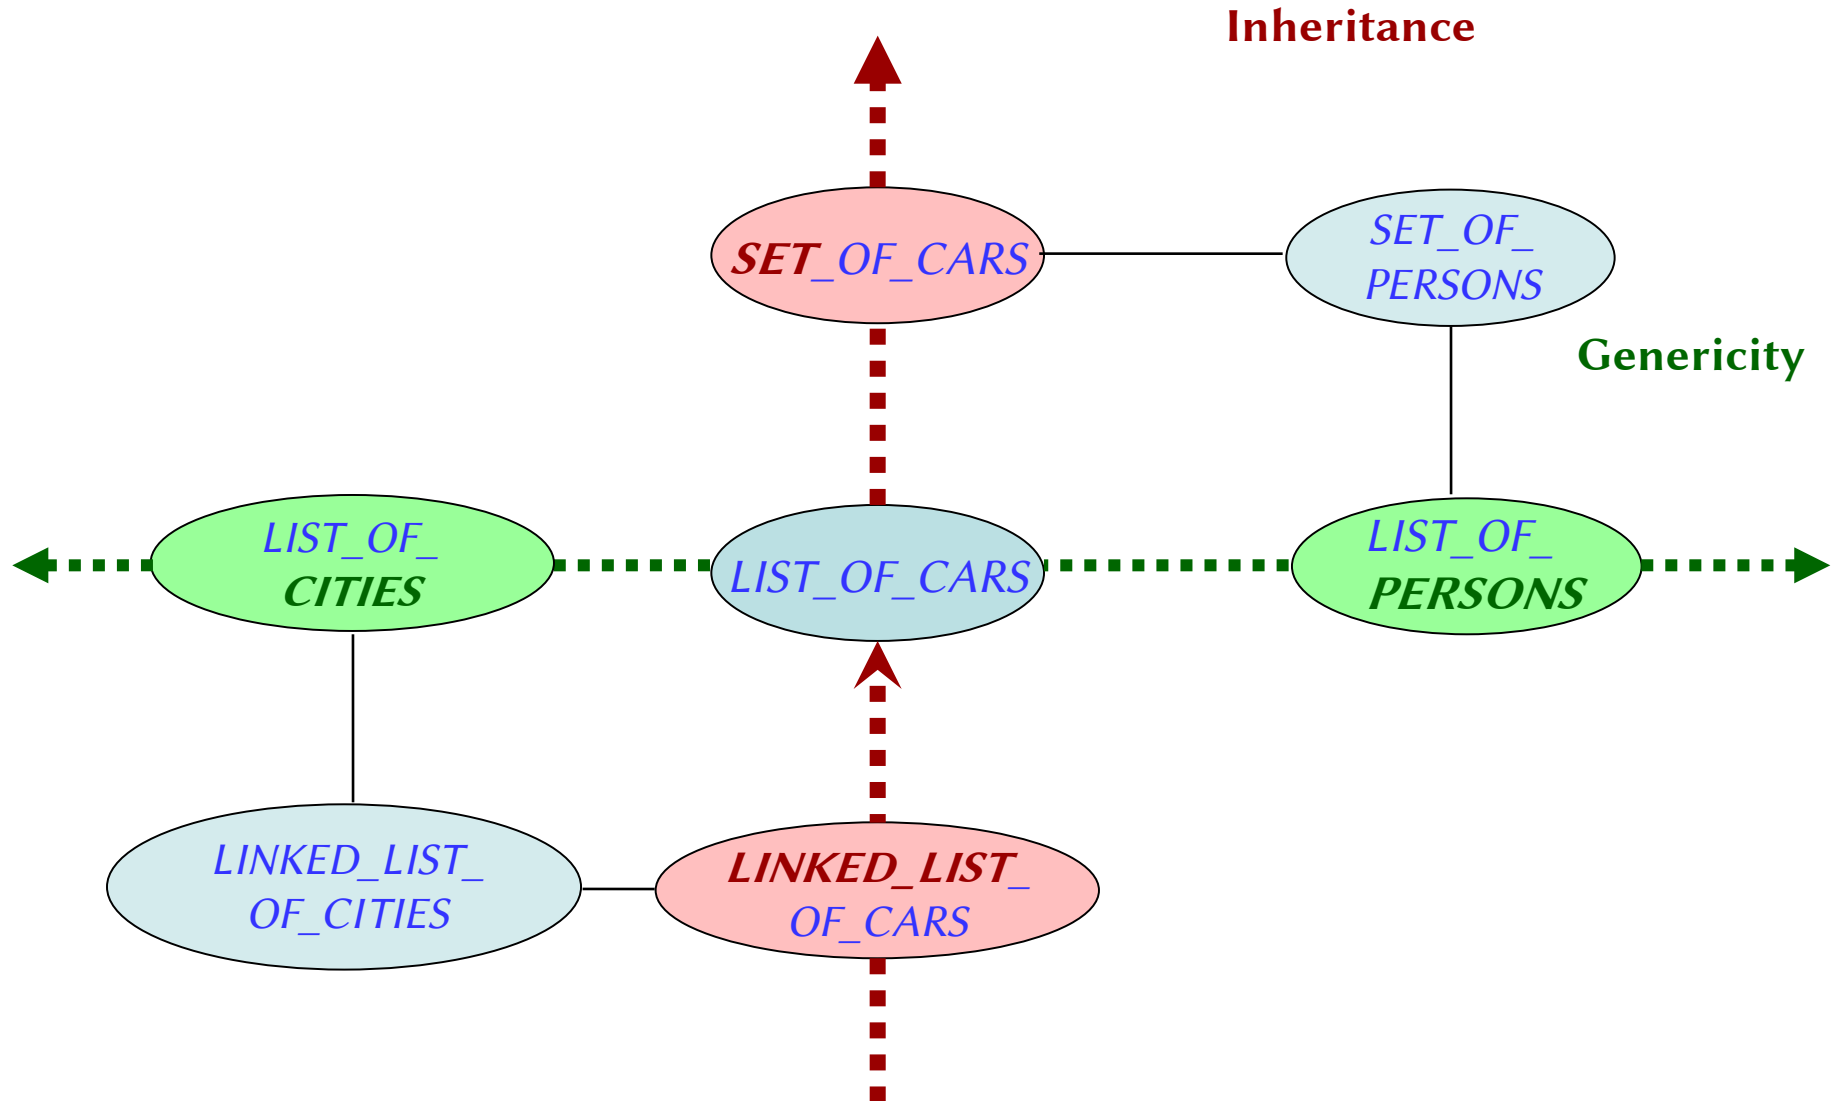 Inheritance
SET_OF_CARS
SET_OF_
PERSONS
Genericity
LIST_OF_
CITIES
LIST_OF_CARS
LIST_OF_
PERSONS
LINKED_LIST_
OF_CITIES
LINKED_LIST_
OF_CARS